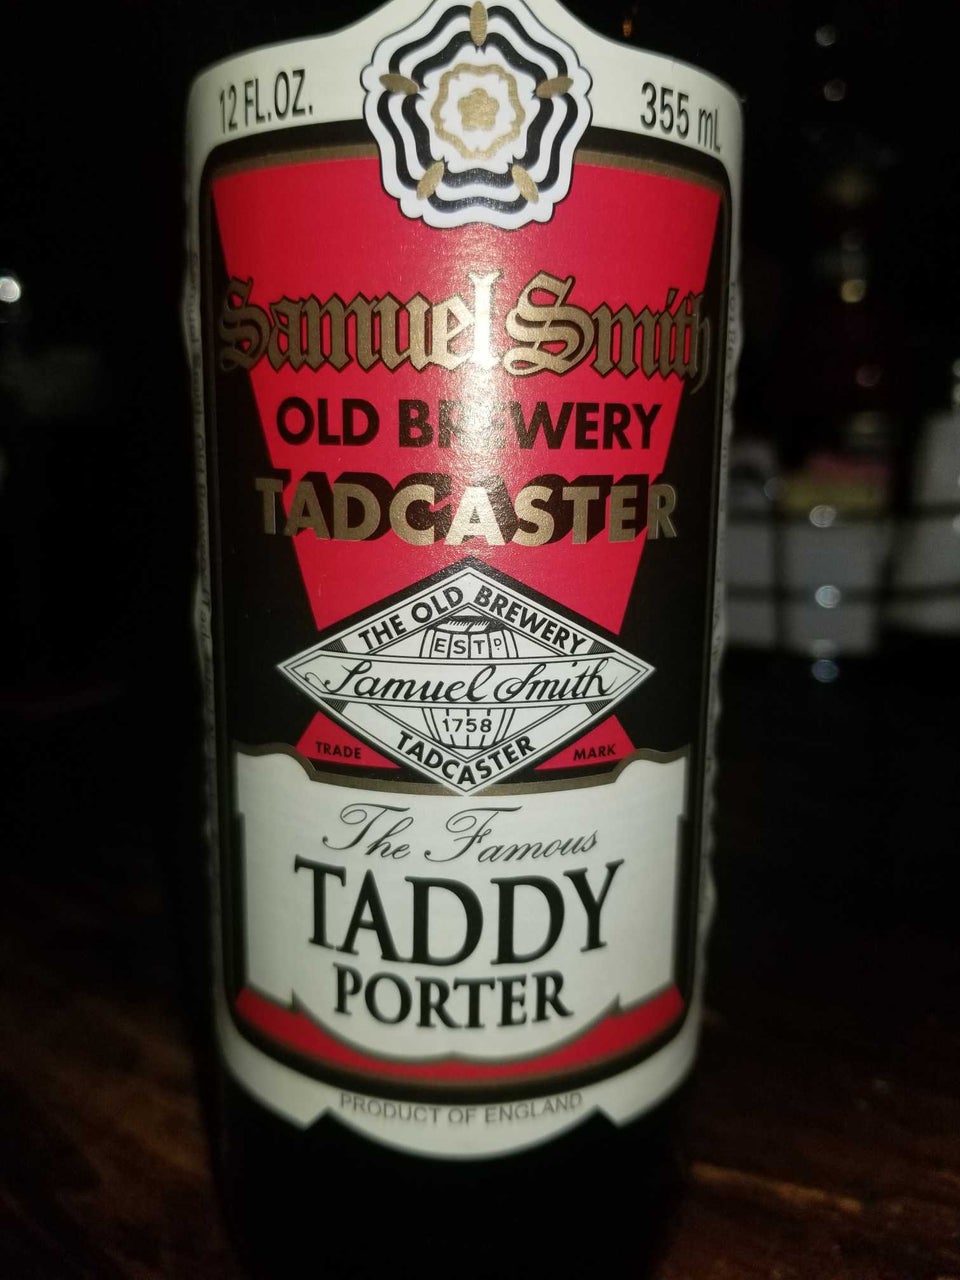 12 FL.OZ.
355 mL
Samuel Smith
OLD BREWERY
TADCASTER
THE OLD BREWERY
ESTD
Samuel Smith
1758
TADCASTER
TRADE
MARK
The Famous
TADDY
PORTER
PRODUCT OF ENGLAND